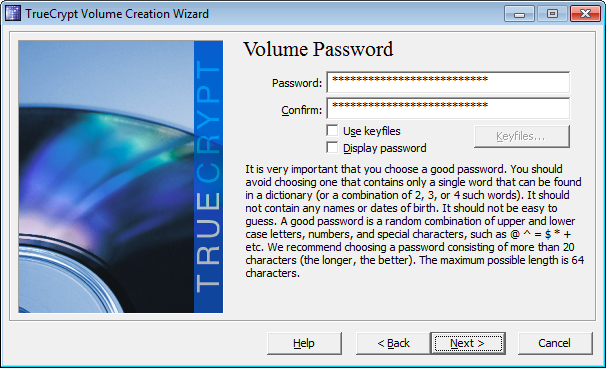 TrueCrypt Volume Creation Wizard
TRUECRYPT
Volume Password
Password: **************************
Confirm: **************************
Use keyfiles
Keyfiles...
Display password
It is very important that you choose a good password. You should
avoid choosing one that contains only a single word that can be found
in a dictionary (or a combination of 2, 3, or 4 such words). It should
not contain any names or dates of birth. It should not be easy to
guess. A good password is a random combination of upper and lower
case letters, numbers, and special characters, such as @ ^ = $ * +
etc. We recommend choosing a password consisting of more than 20
characters (the longer, the better). The maximum possible length is 64
characters.
Help
< Back
Next >
Cancel